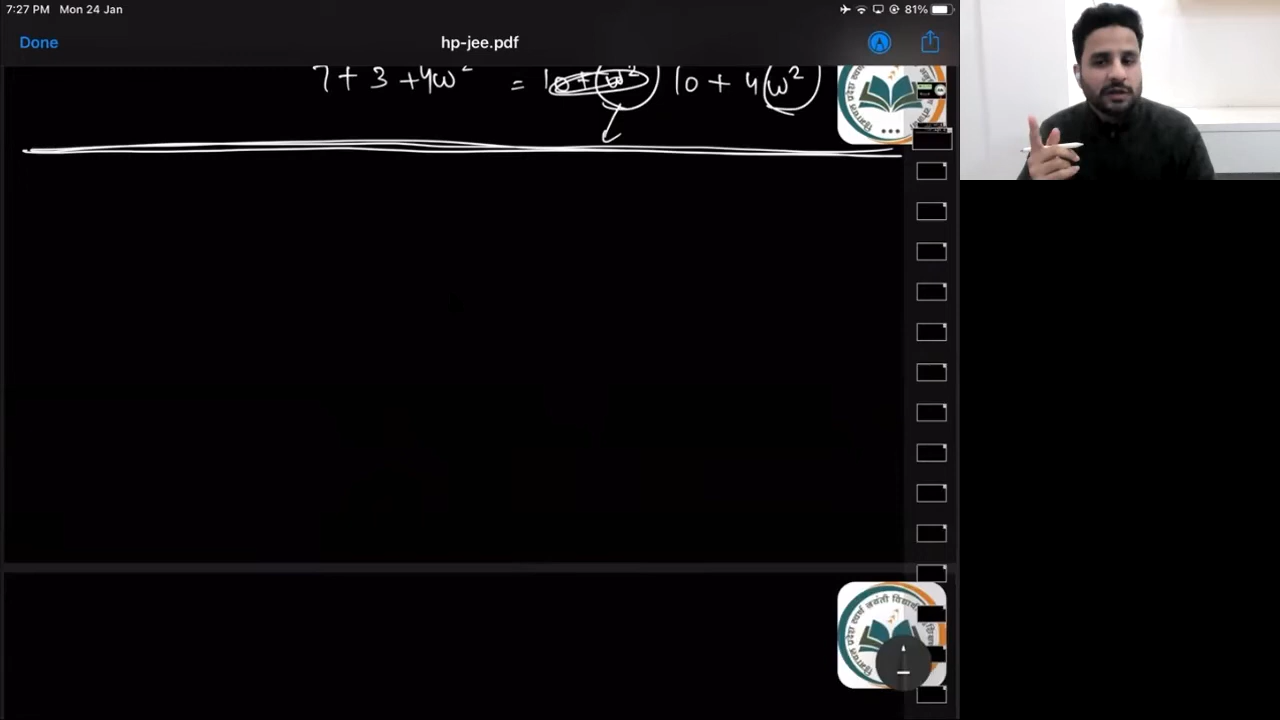 7:27 PM Mon 24 Jan
81%
Done
hp-jee.pdf
7 + 3 + 4ω² = 10 + 4ω²